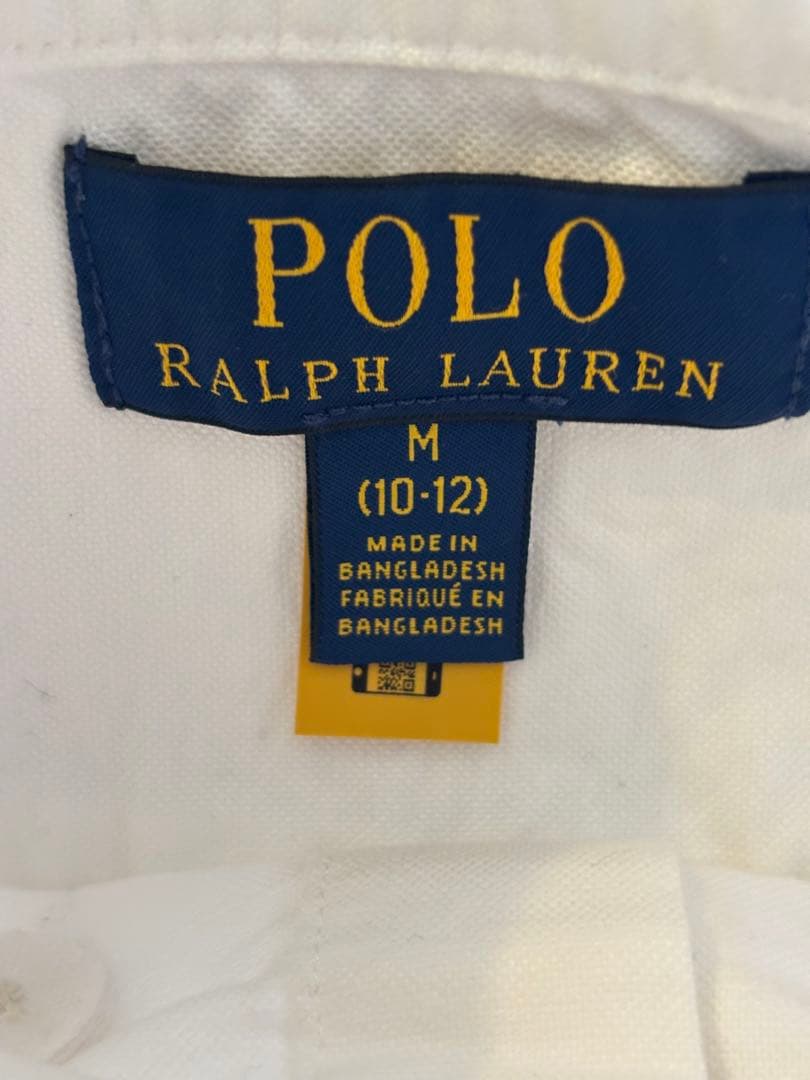 POLO
RALPH LAUREN
M
(10-12)
MADE IN
BANGLADESH
FABRIQUÉ EN
BANGLADESH